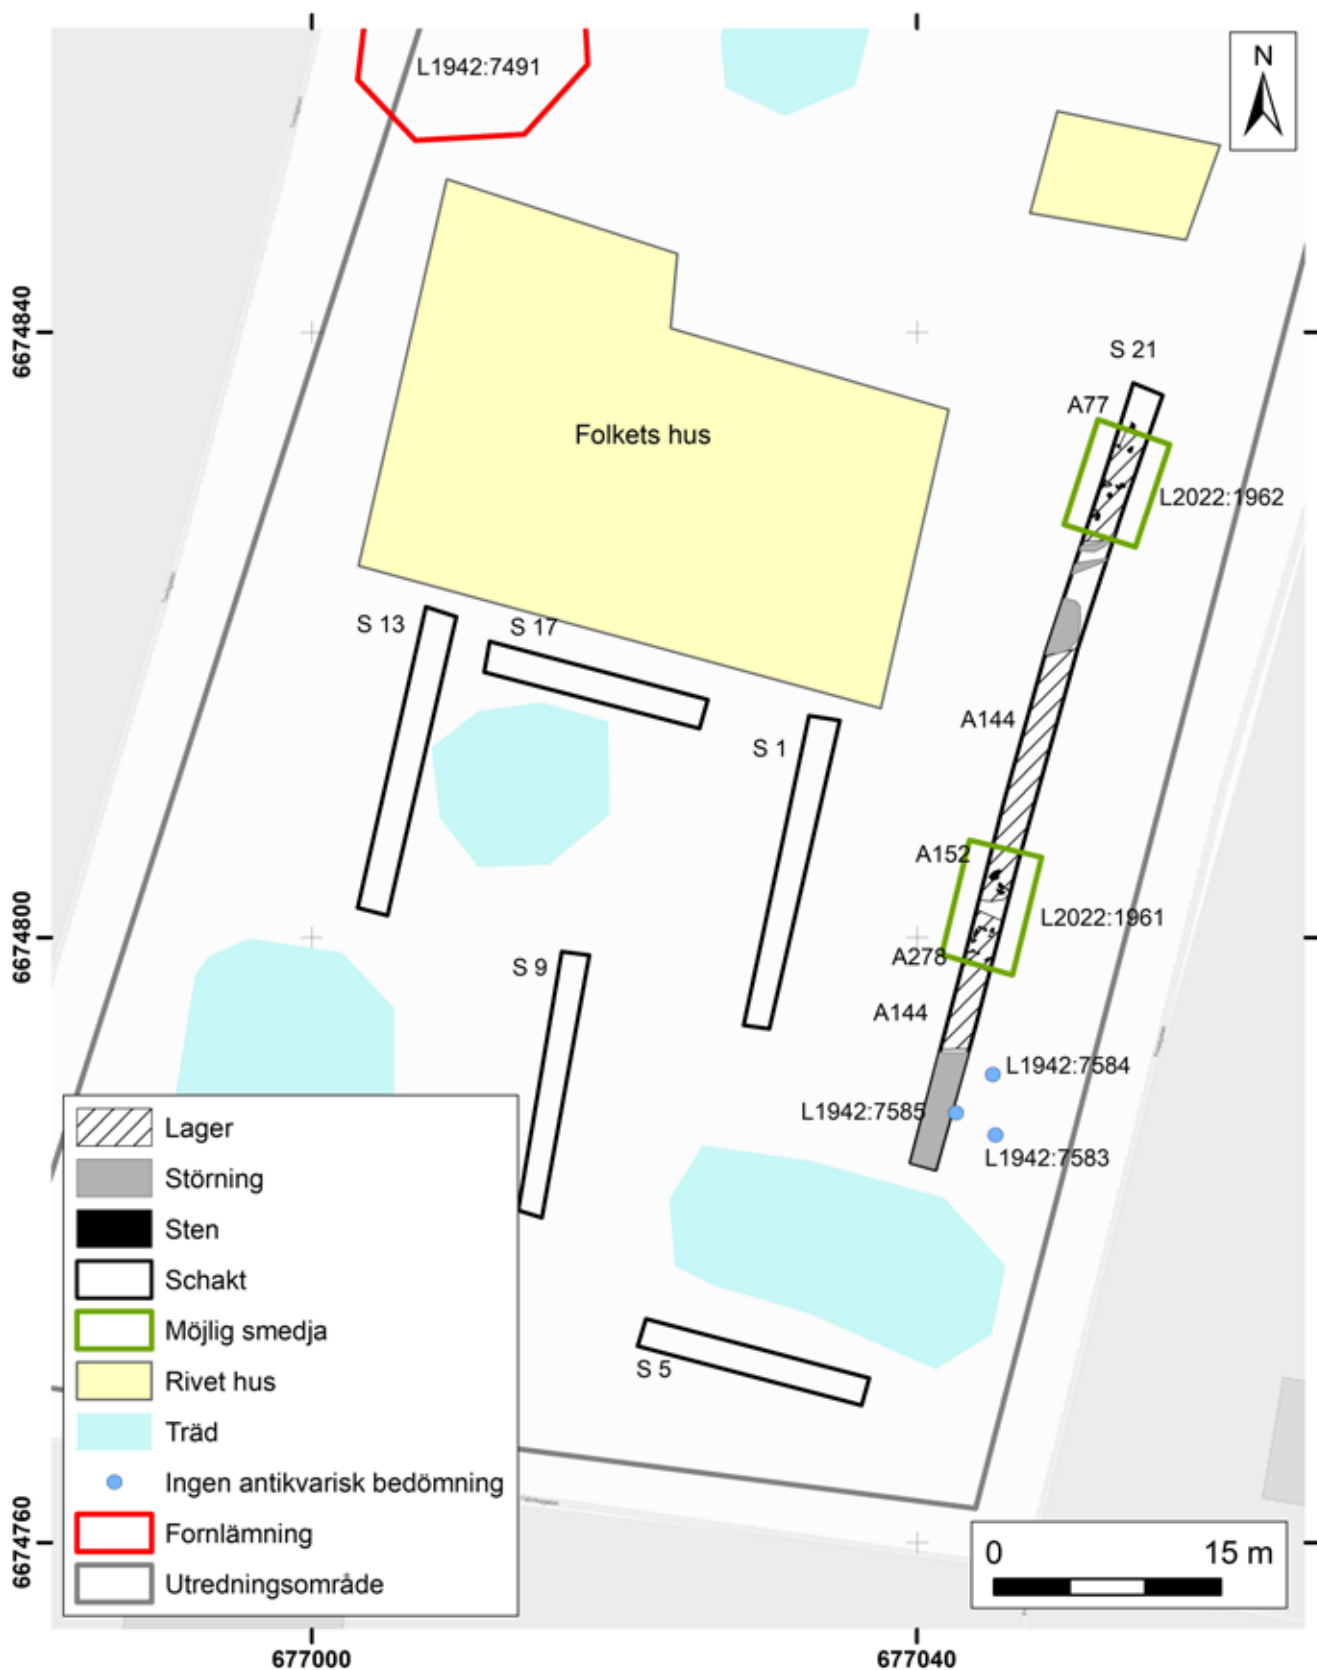 L1942:7491
N
6674840
S 21
A77
Folkets hus
L2022:1962
S 13
S 17
A144
S 1
A152
6674800
L2022:1961
S 9
A278
A144
L1942:7584
L1942:7585
L1942:7583
S 5
Lager
Störning
Sten
Schakt
Möjlig smedja
Rivet hus
Träd
Ingen antikvarisk bedömning
Fornlämning
Utredningsområde
6674760
0 15 m
677000 677040